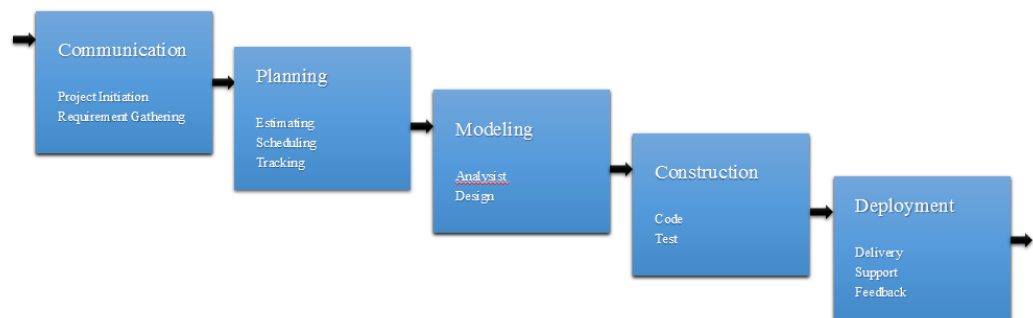 Communication
Project Initiation
Requirement Gathering
Planning
Estimating
Scheduling
Tracking
Modeling
Analysist
Design
Construction
Code
Test
Deployment
Delivery
Support
Feedback